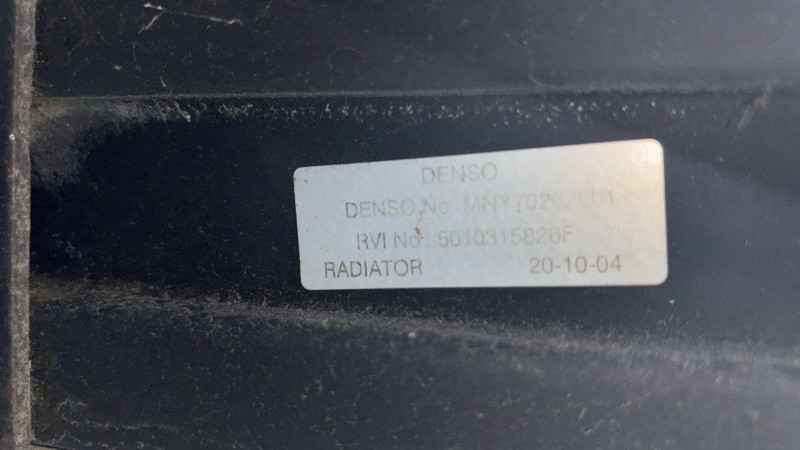 DENSO
DENSO No
RVI No 5010315826F
RADIATOR 20-10-04